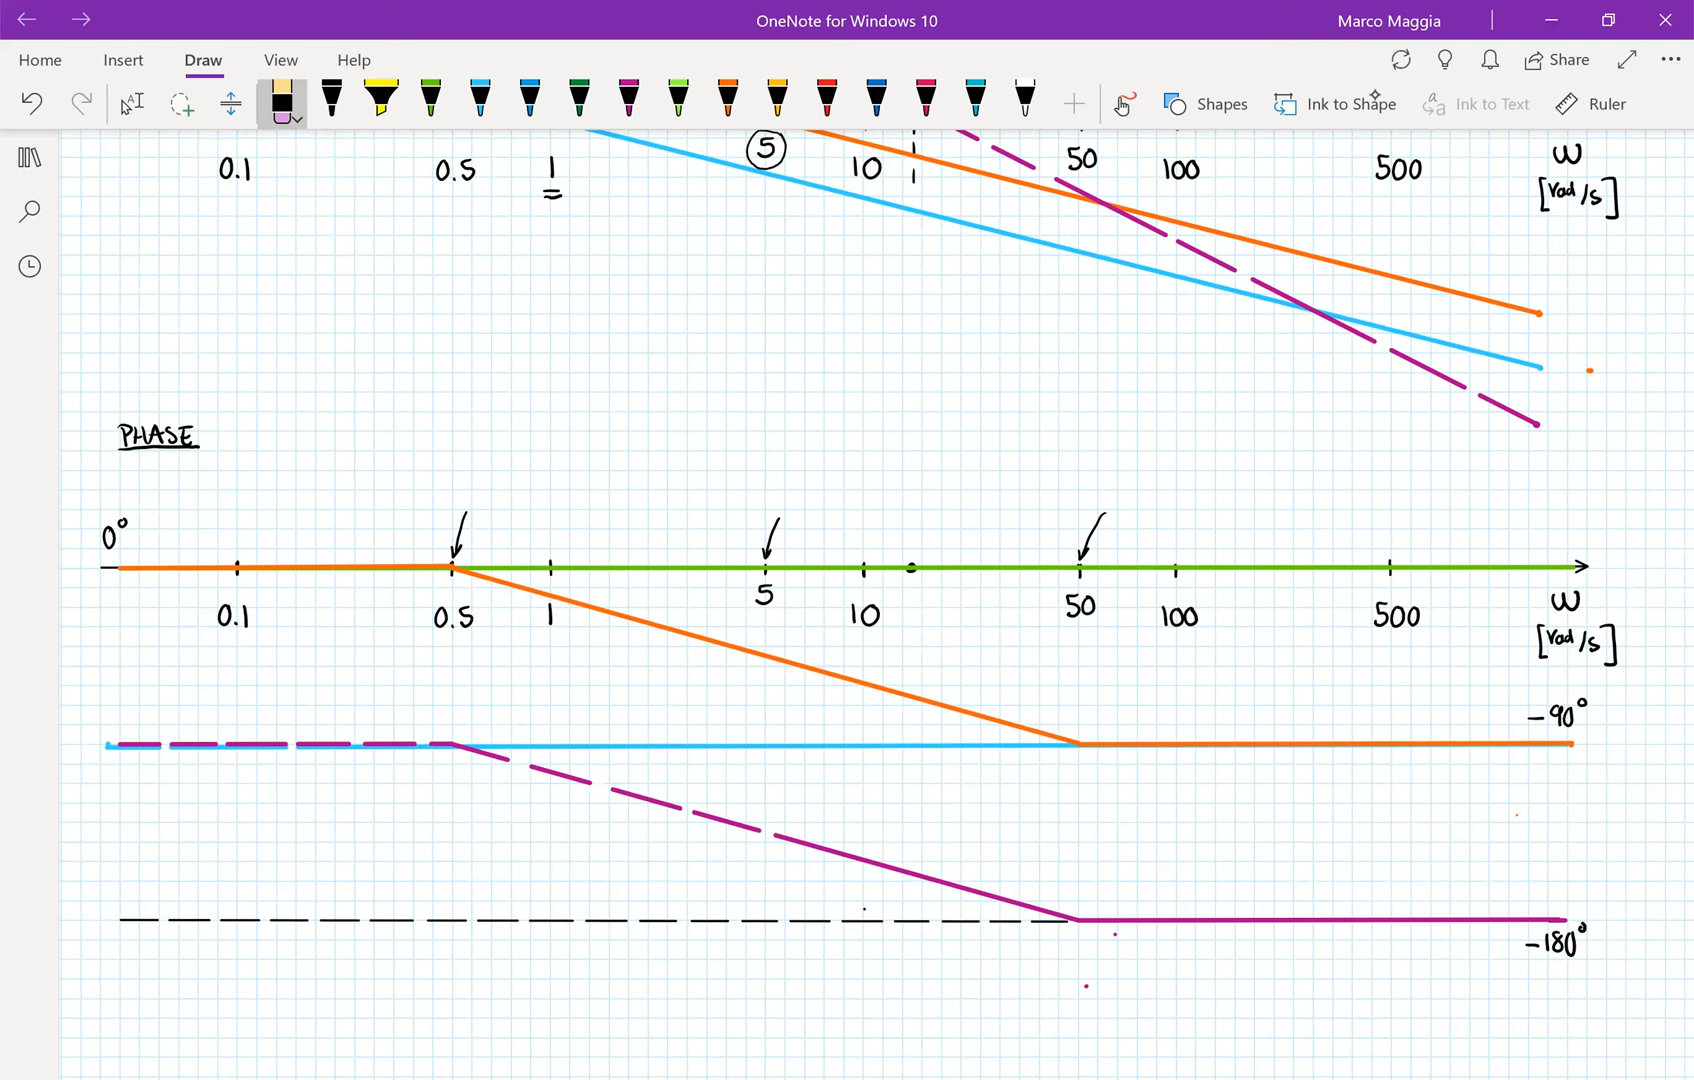 OneNote for Windows 10
Marco Maggia
Home Insert Draw View Help
Share
Shapes Ink to Shape Ink to Text Ruler
0.1 0.5 1 5 10 50 100 500 ω
[rad/s]
PHASE
0°
0.1 0.5 1 5 10 50 100 500 ω
[rad/s]
-90°
-180°